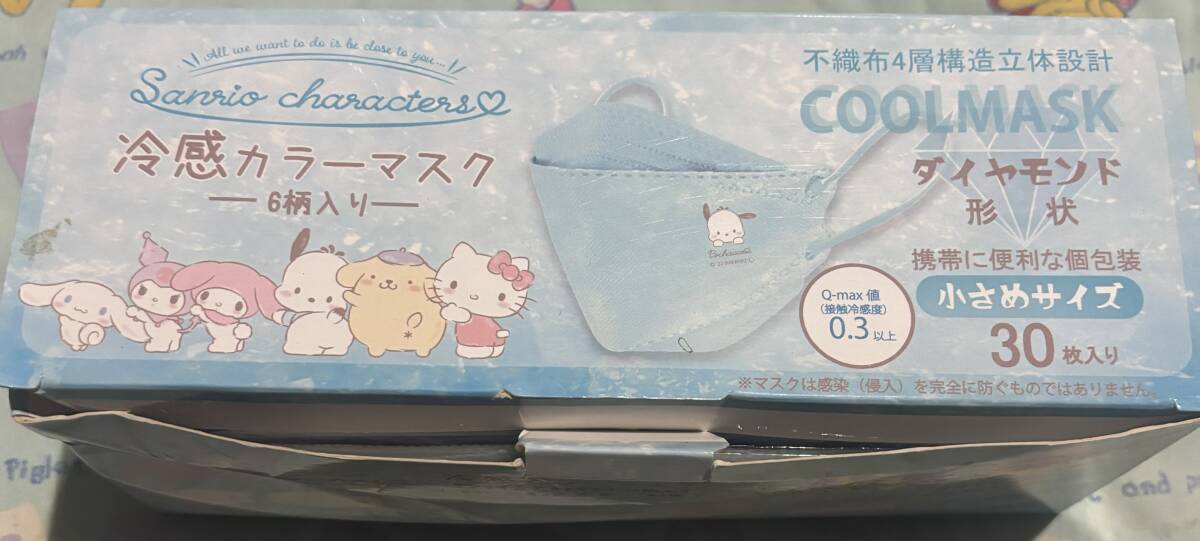 All we want to do is be close to you...
Sanrio characters
冷感カラーマスク
6柄入り
不織布4層構造立体設計
COOLMASK
ダイヤモンド
形状
携帯に便利な個包装
小さめサイズ
30枚入り
Q-max 値
(接触冷感度)
0.3以上
Pochacco
※マスクは感染（侵入）を完全に防ぐものではありません。